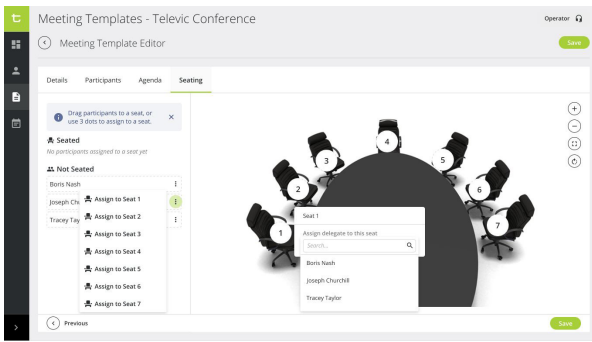 Meeting Templates - Televic Conference
Operator
Meeting Template Editor
Save
Details
Participants
Agenda
Seating
Drag participants to a seat, or
use 3 dots to assign to a seat.
Seated
No participants assigned to a seat yet
Not Seated
Boris Nash
Joseph Chu
Tracey Tay
Assign to Seat 1
Assign to Seat 2
Assign to Seat 3
Assign to Seat 4
Assign to Seat 5
Assign to Seat 6
Assign to Seat 7
1
2
3
4
5
6
7
Seat 1
Assign delegate to this seat
Search...
Boris Nash
Joseph Churchill
Tracey Taylor
Previous
Save